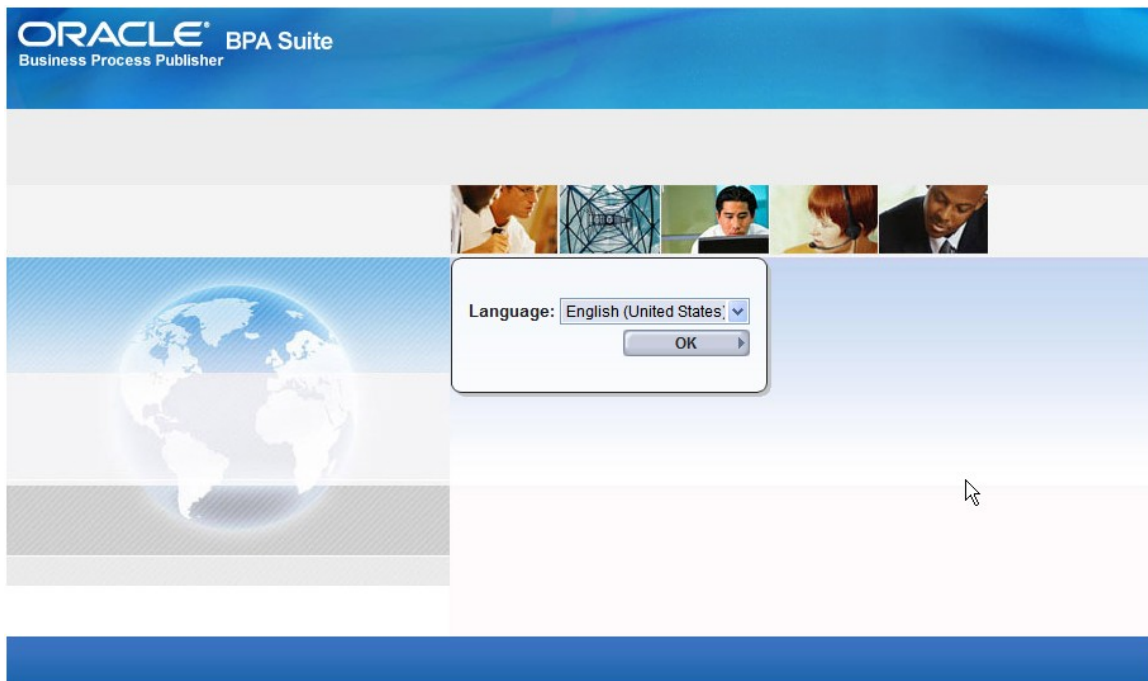 ORACLE® BPA Suite
Business Process Publisher
Language: English (United States)
OK